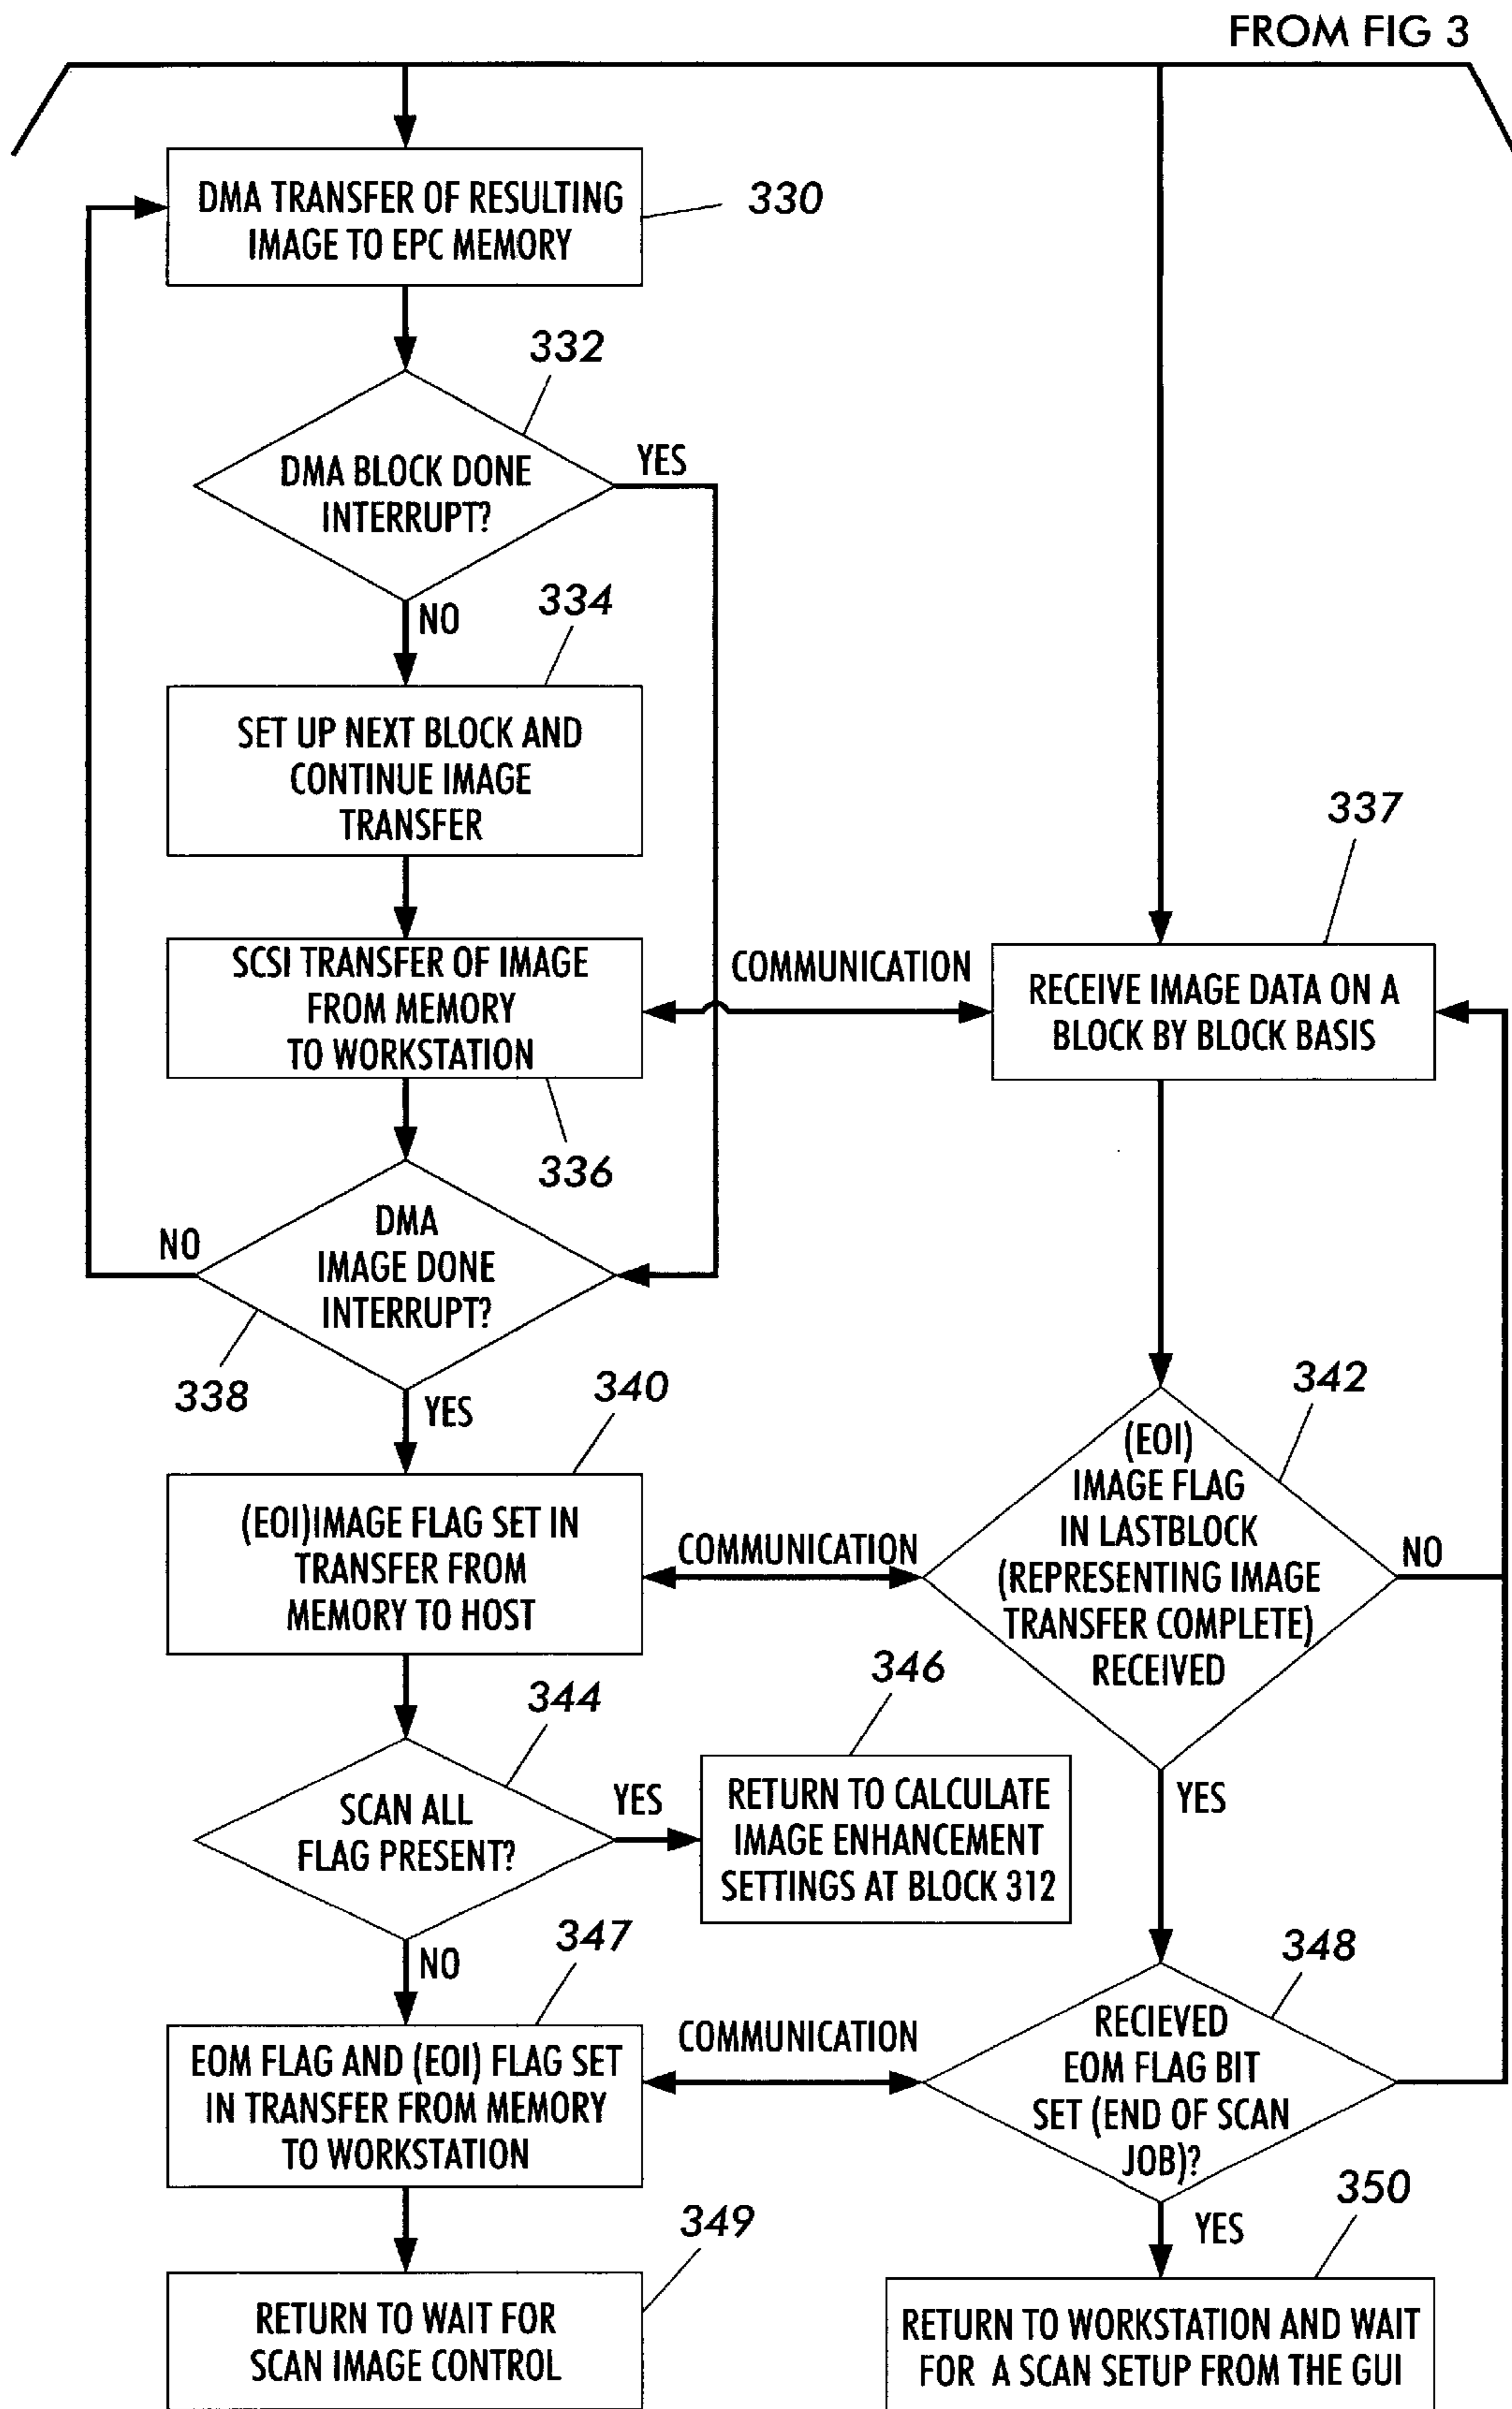 FROM FIG 3
DMA TRANSFER OF RESULTING
IMAGE TO EPC MEMORY
330
332
DMA BLOCK DONE
INTERRUPT?
YES
NO
334
SET UP NEXT BLOCK AND
CONTINUE IMAGE
TRANSFER
337
SCSI TRANSFER OF IMAGE
FROM MEMORY
TO WORKSTATION
COMMUNICATION
RECEIVE IMAGE DATA ON A
BLOCK BY BLOCK BASIS
336
DMA
IMAGE DONE
INTERRUPT?
NO
338
YES
340
342
(EOI)IMAGE FLAG SET IN
TRANSFER FROM
MEMORY TO HOST
COMMUNICATION
(EOI)
IMAGE FLAG
IN LASTBLOCK
(REPRESENTING IMAGE
TRANSFER COMPLETE)
RECEIVED
NO
YES
344
346
SCAN ALL
FLAG PRESENT?
YES
RETURN TO CALCULATE
IMAGE ENHANCEMENT
SETTINGS AT BLOCK 312
NO
347
348
EOM FLAG AND (EOI) FLAG SET
IN TRANSFER FROM MEMORY
TO WORKSTATION
COMMUNICATION
RECIEVED
EOM FLAG BIT
SET (END OF SCAN
JOB)?
YES
349
350
RETURN TO WAIT FOR
SCAN IMAGE CONTROL
RETURN TO WORKSTATION AND WAIT
FOR A SCAN SETUP FROM THE GUI